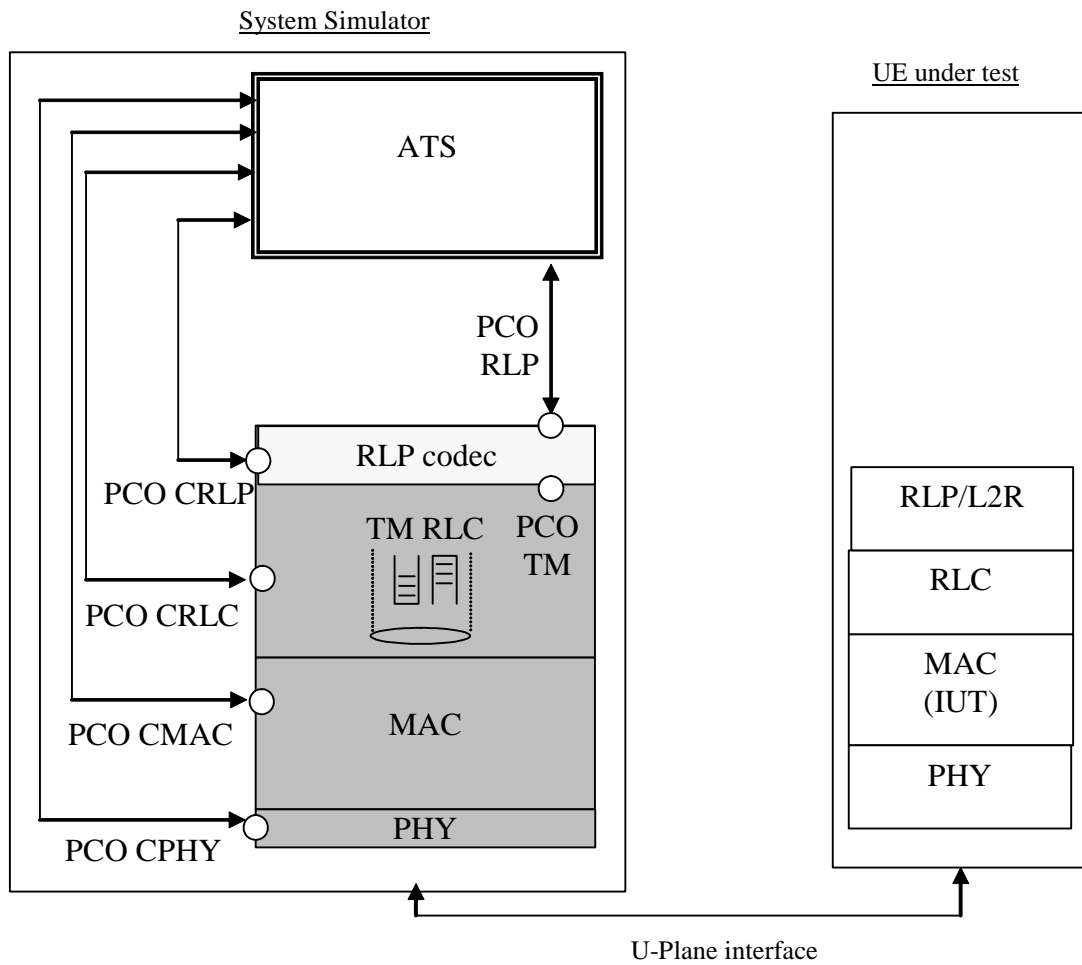 System Simulator
UE under test
ATS
PCO
RLP
RLP codec
PCO CRLP
TM RLC
PCO
TM
PCO CRLC
MAC
PCO CMAC
PHY
PCO CPHY
RLP/L2R
RLC
MAC
(IUT)
PHY
U-Plane interface